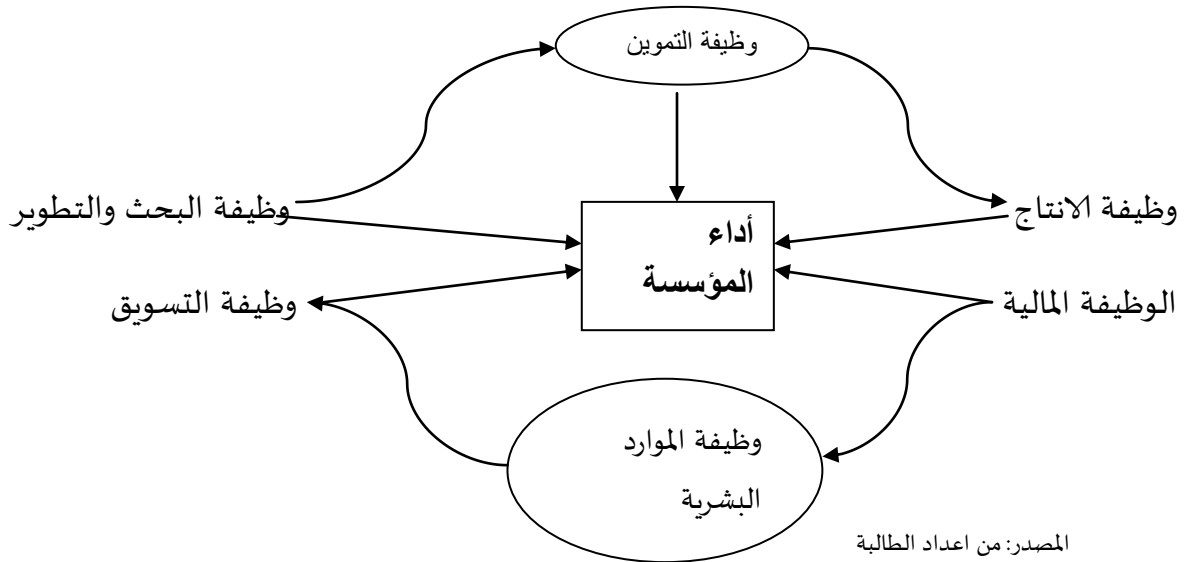 وظيفة التموين
وظيفة الانتاج
وظيفة البحث والتطوير
أداء
المؤسسة
الوظيفة المالية
وظيفة التسويق
وظيفة الموارد
البشرية
المصدر: من اعداد الطالبة